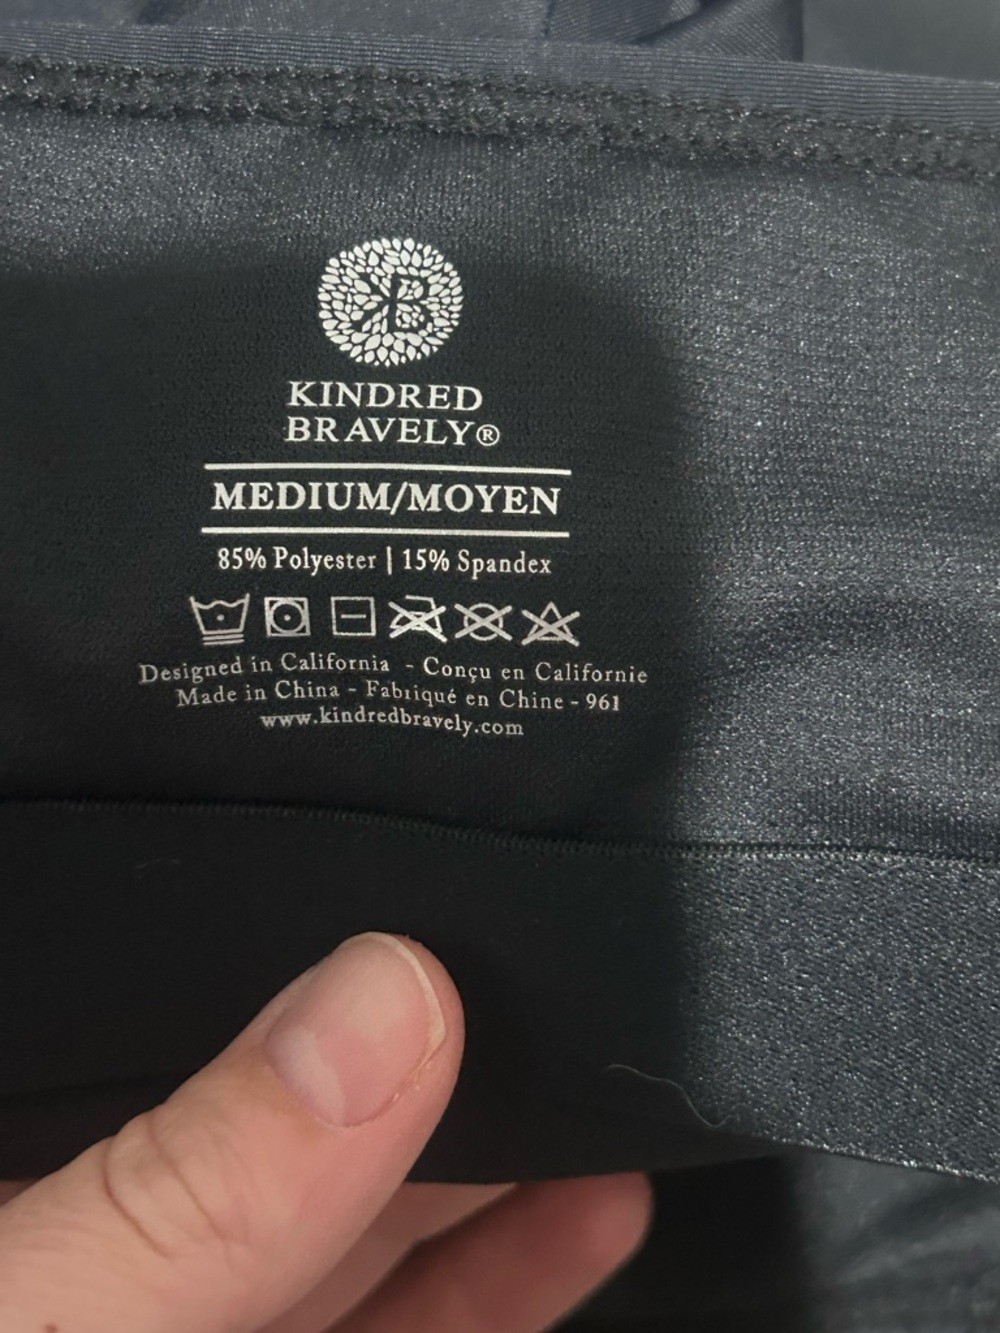 KB
KINDRED
BRAVELY®
MEDIUM/MOYEN
85% Polyester | 15% Spandex
Designed in California - Conçu en Californie
Made in China - Fabriqué en Chine - 961
www.kindredbravely.com